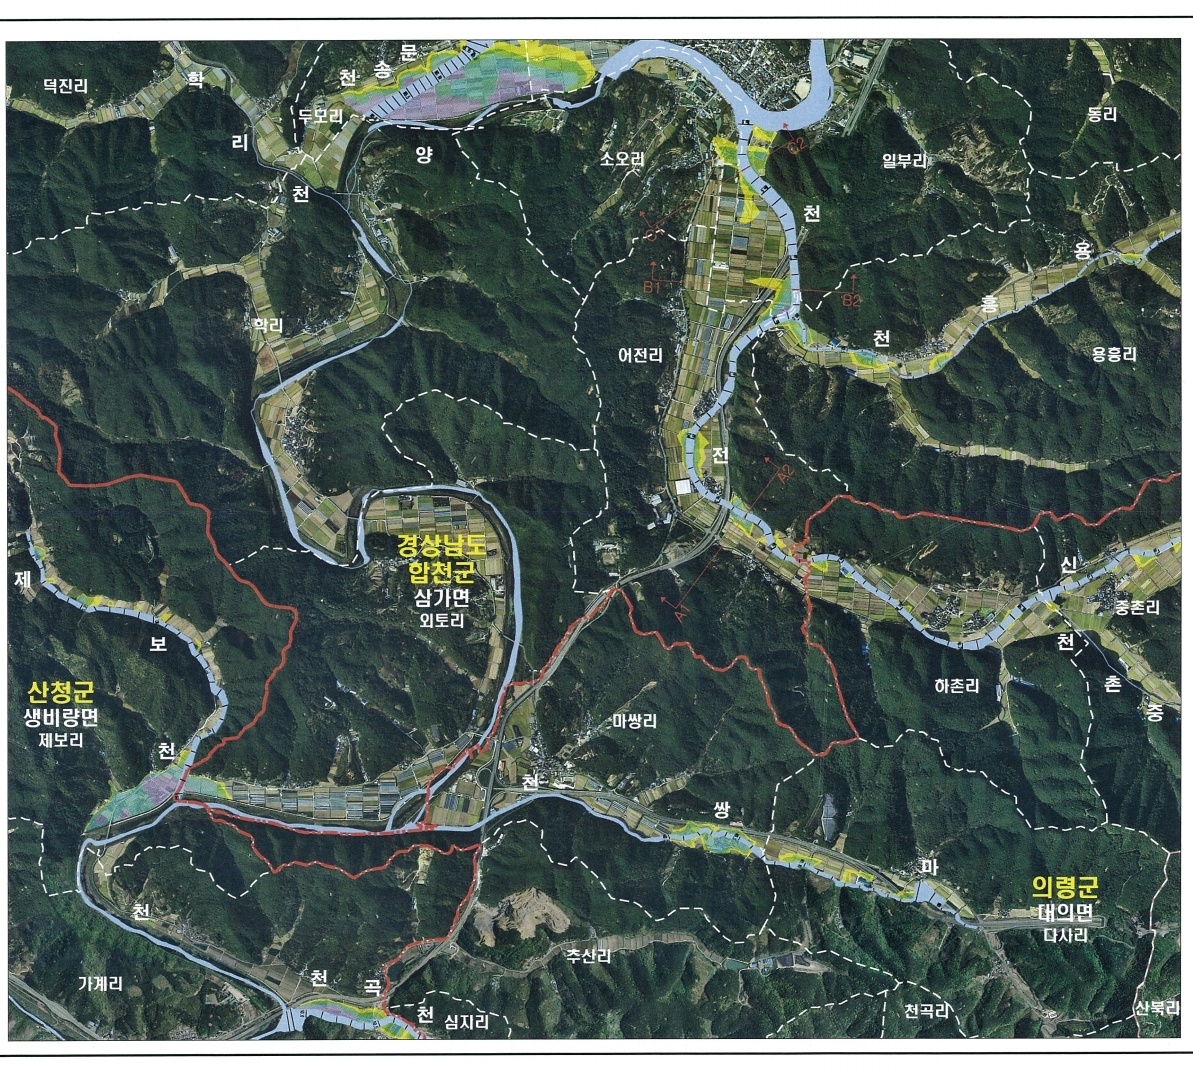 문
송
천
덕진리
학
동리
두모리
리
양
소오리
일부리
C2
천
천
용
B1
B2
흥
학리
천
어전리
용흥리
전
A2
경상남도
합천군
삼가면
외토리
신
제
A1
중촌리
보
천
하촌리
촌
중
산청군
생비량면
제보리
마쌍리
천
천
쌍
마
의령군
대의면
다사리
천
추산리
가계리
천
곡
천
심지리
천곡리
산북리